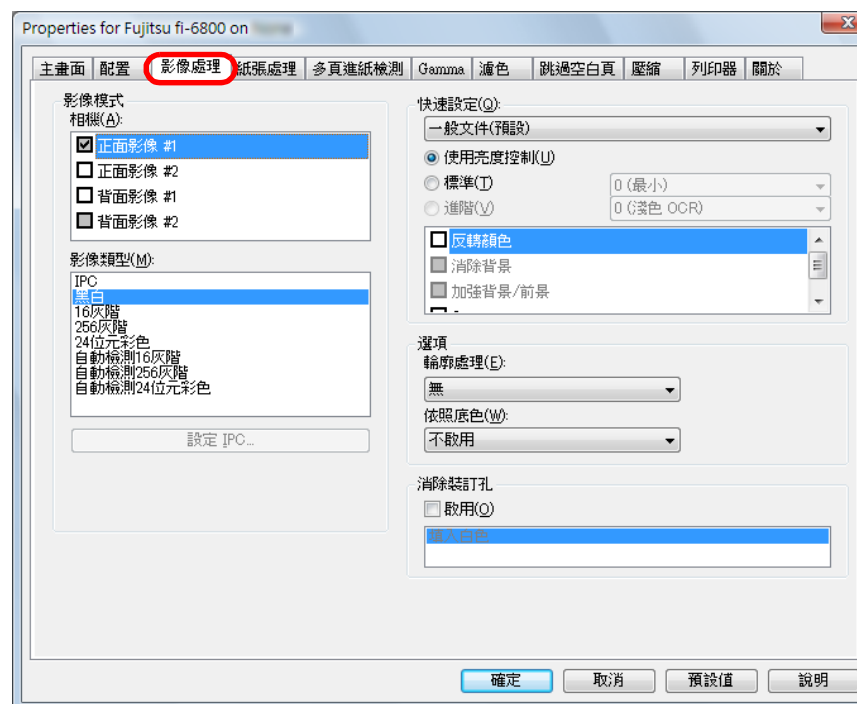 Properties for Fujitsu fi-6800 on
主畫面 配置 影像處理 紙張處理 多頁進紙檢測 Gamma 濾色 跳過空白頁 壓縮 列印器 關於
影像模式
相機(A):
正面影像 #1
正面影像 #2
背面影像 #1
背面影像 #2
影像類型(M):
IPC
黑白
16灰階
256灰階
24位元彩色
自動檢測16灰階
自動檢測256灰階
自動檢測24位元彩色
設定 IPC...
快速設定(Q):
一般文件(預設)
使用亮度控制(U)
標準(T) 0 (最小)
進階(V) 0 (淺色 OCR)
反轉顏色
消除背景
加強背景/前景
選項
輪廓處理(E):
無
依照底色(W):
不啟用
消除裝訂孔
啟用(O)
填入白色
確定 取消 預設值 說明